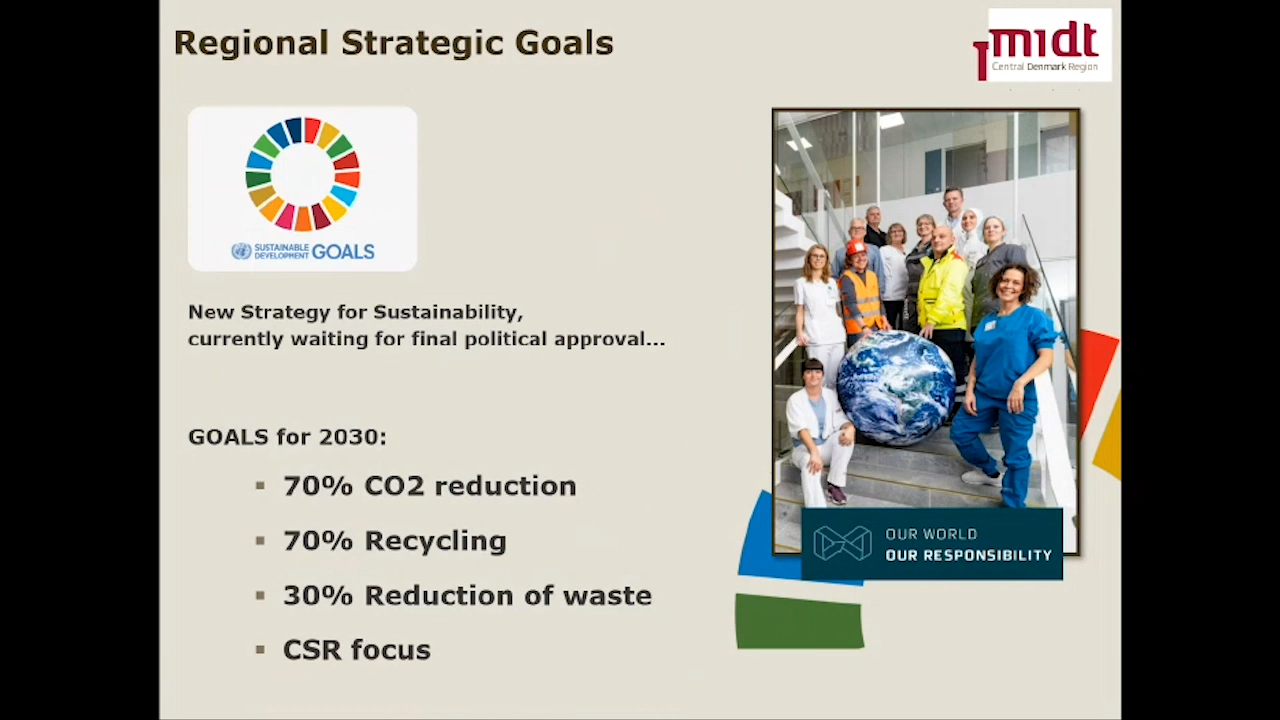 Regional Strategic Goals
midt
Central Denmark Region
SUSTAINABLE
DEVELOPMENT GOALS
New Strategy for Sustainability,
currently waiting for final political approval...
GOALS for 2030:
▪ 70% CO2 reduction
▪ 70% Recycling
▪ 30% Reduction of waste
▪ CSR focus
OUR WORLD
OUR RESPONSIBILITY